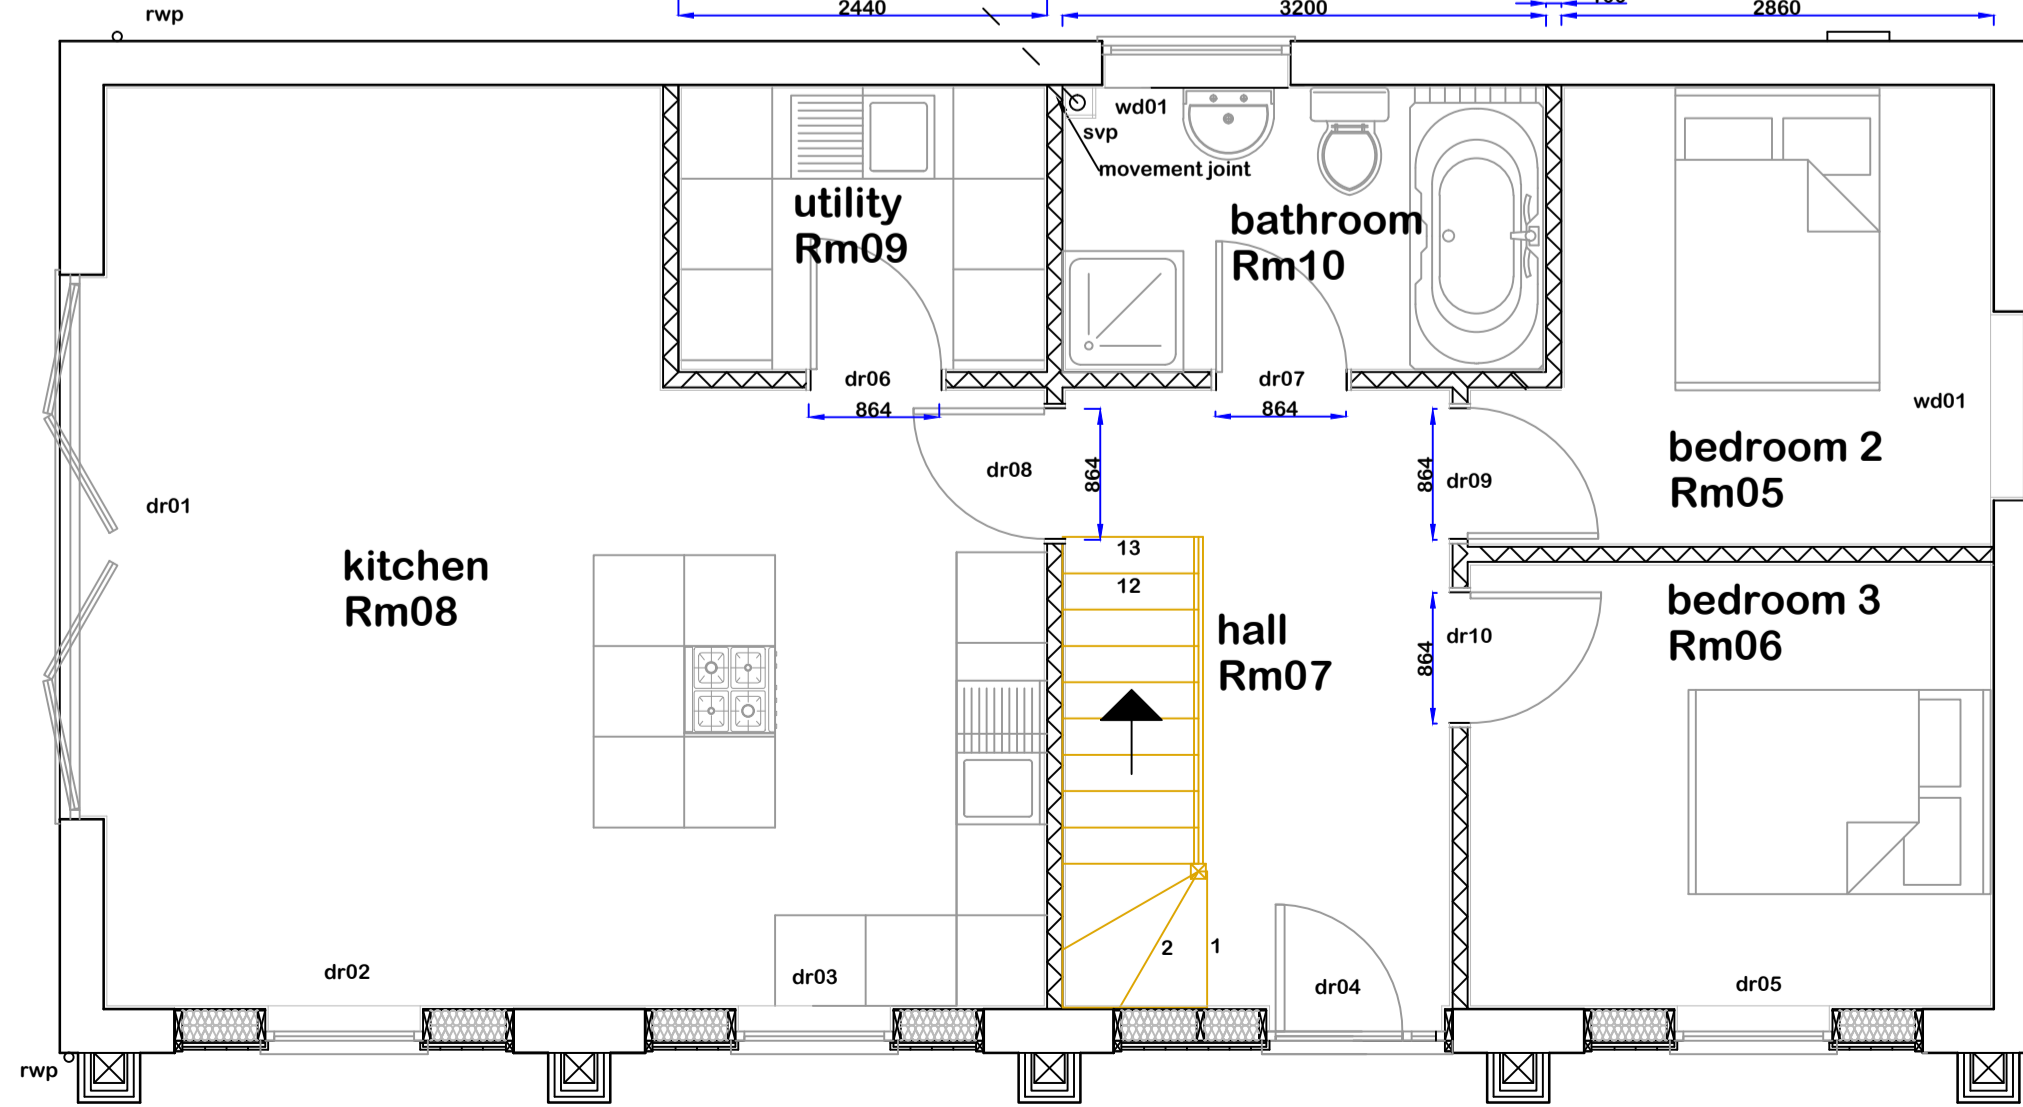 rwp
2440
3200
2860
wd01
svp
movement joint
utility
Rm09
bathroom
Rm10
dr06
864
dr07
864
wd01
bedroom 2
Rm05
dr08
864
864
dr09
dr01
kitchen
Rm08
13
12
hall
Rm07
dr10
864
bedroom 3
Rm06
2
1
dr02
dr03
dr04
dr05
rwp